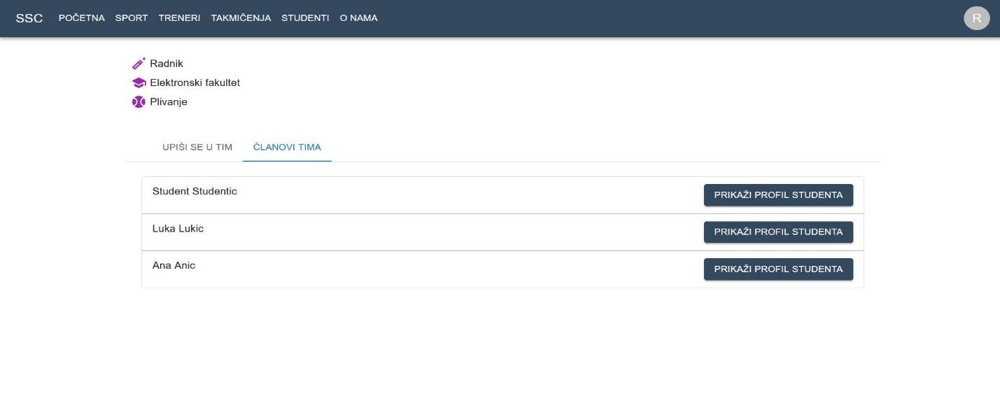 SSC POČETNA SPORT TRENERI TAKMIČENJA STUDENTI O NAMA R
Radnik
Elektronski fakultet
Plivanje
UPIŠI SE U TIM ČLANOVI TIMA
Student Studentic PRIKAŽI PROFIL STUDENTA
Luka Lukic PRIKAŽI PROFIL STUDENTA
Ana Anic PRIKAŽI PROFIL STUDENTA